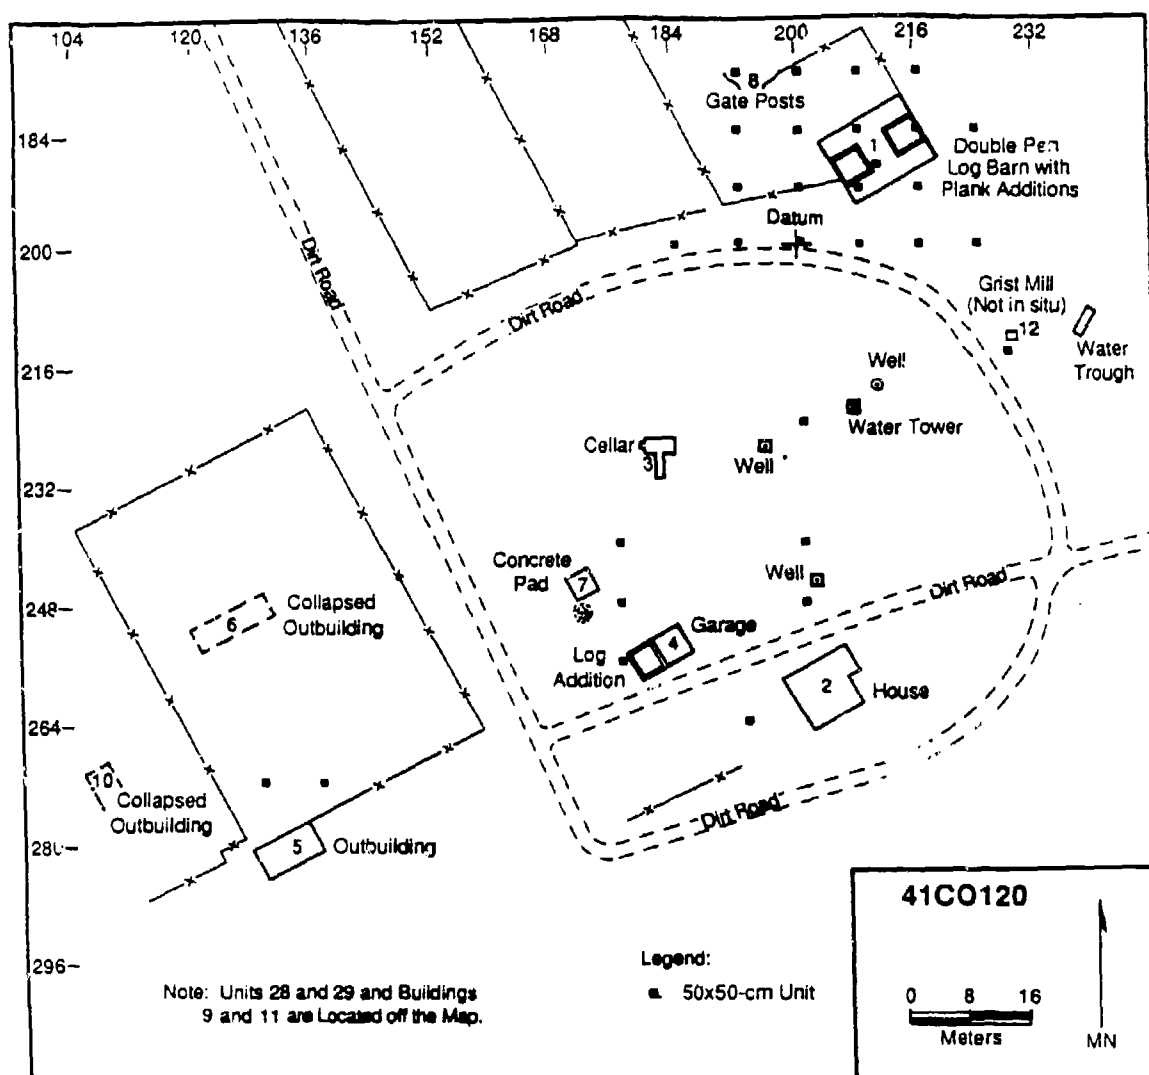 104 120 136 152 168 184 200 216 232
8
Gate Posts
184
1
Double Pen
Log Barn with
Plank Additions
Datum
200
Dirt Road
Dirt Road
Grist Mill
(Not in situ)
12
Water
Trough
216
Well
Water Tower
Cellar
3
Well
232
Concrete
Pad
7
Well
Dirt Road
248
6
Collapsed
Outbuilding
Garage
4
Log
Addition
2
House
264
10
Collapsed
Outbuilding
Dirt Road
280
5
Outbuilding
41CO120
296
Legend:
50x50-cm Unit
Note: Units 28 and 29 and Buildings
9 and 11 are Located off the Map.
0 8 16
Meters
MN